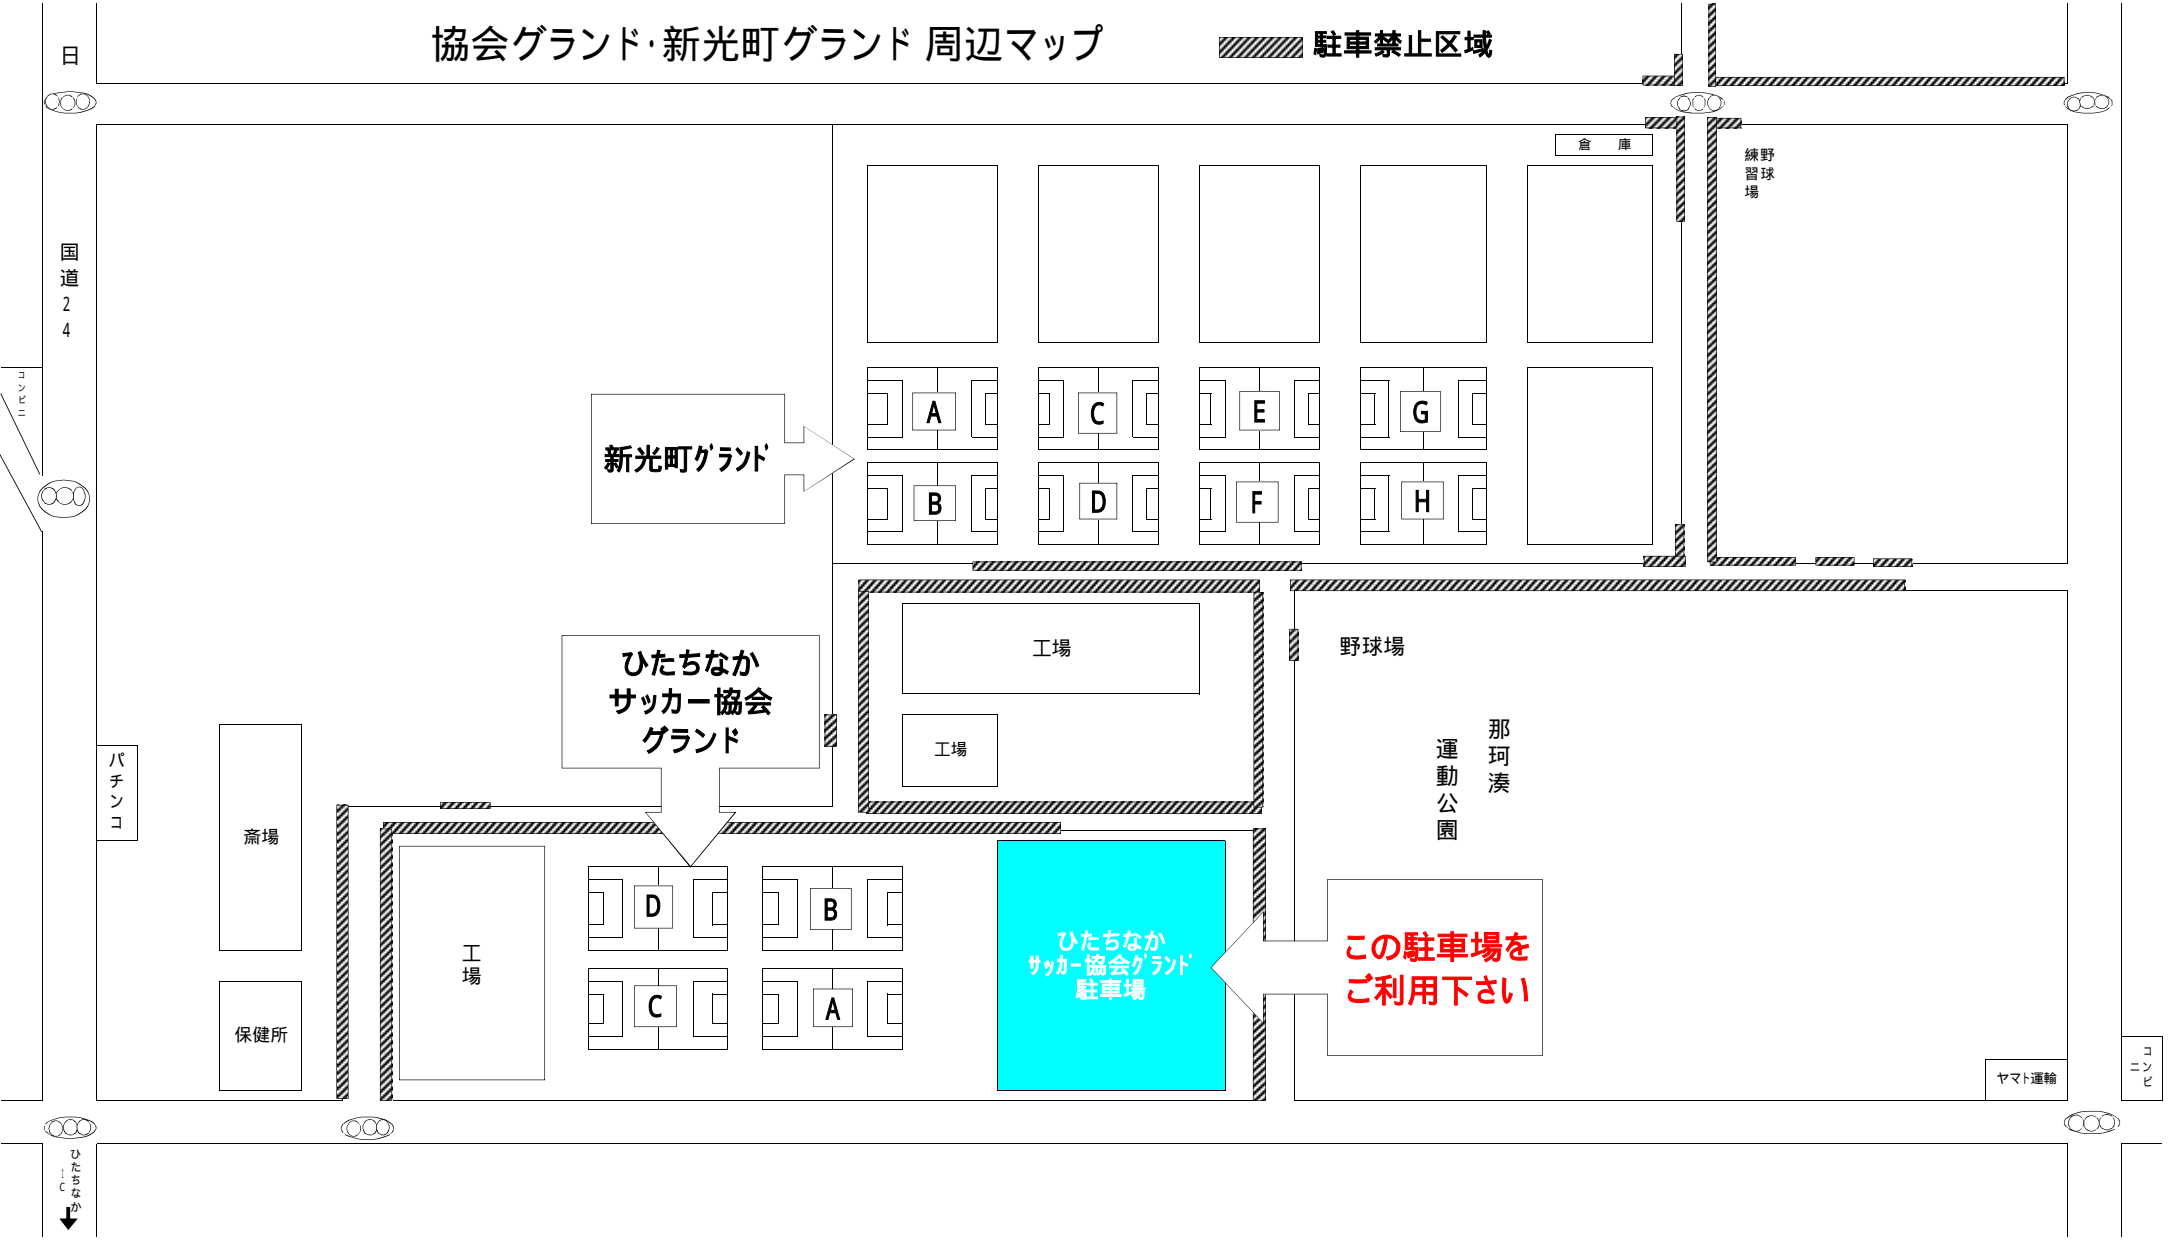 協会グランド・新光町グランド 周辺マップ
駐車禁止区域
日
倉 庫
野球
練習場
国道24
コンビニ
A
C
E
G
新光町グランド
B
D
F
H
ひたちなか
サッカー協会
グランド
工場
野球場
工場
那珂湊
運動公園
パチンコ
斎場
工場
D
B
ひたちなか
サッカー協会グランド
駐車場
この駐車場を
ご利用下さい
C
A
保健所
ヤマト運輸
コンビニ
ひたちなか
IC